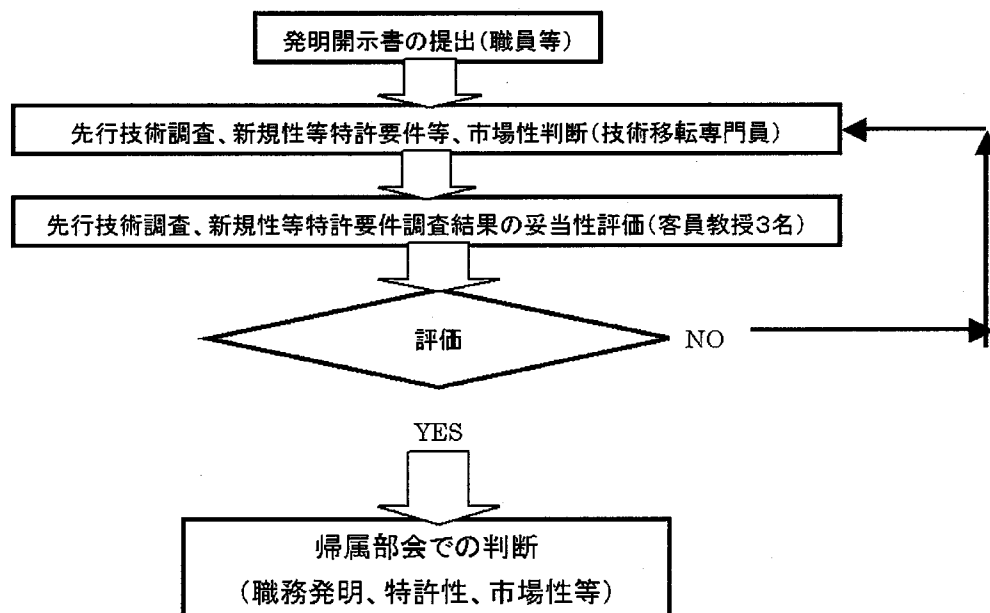 発明開示書の提出(職員等)
先行技術調査、新規性等特許要件等、市場性判断(技術移転専門員)
先行技術調査、新規性等特許要件調査結果の妥当性評価(客員教授3名)
評価
NO
YES
帰属部会での判断
(職務発明、特許性、市場性等)